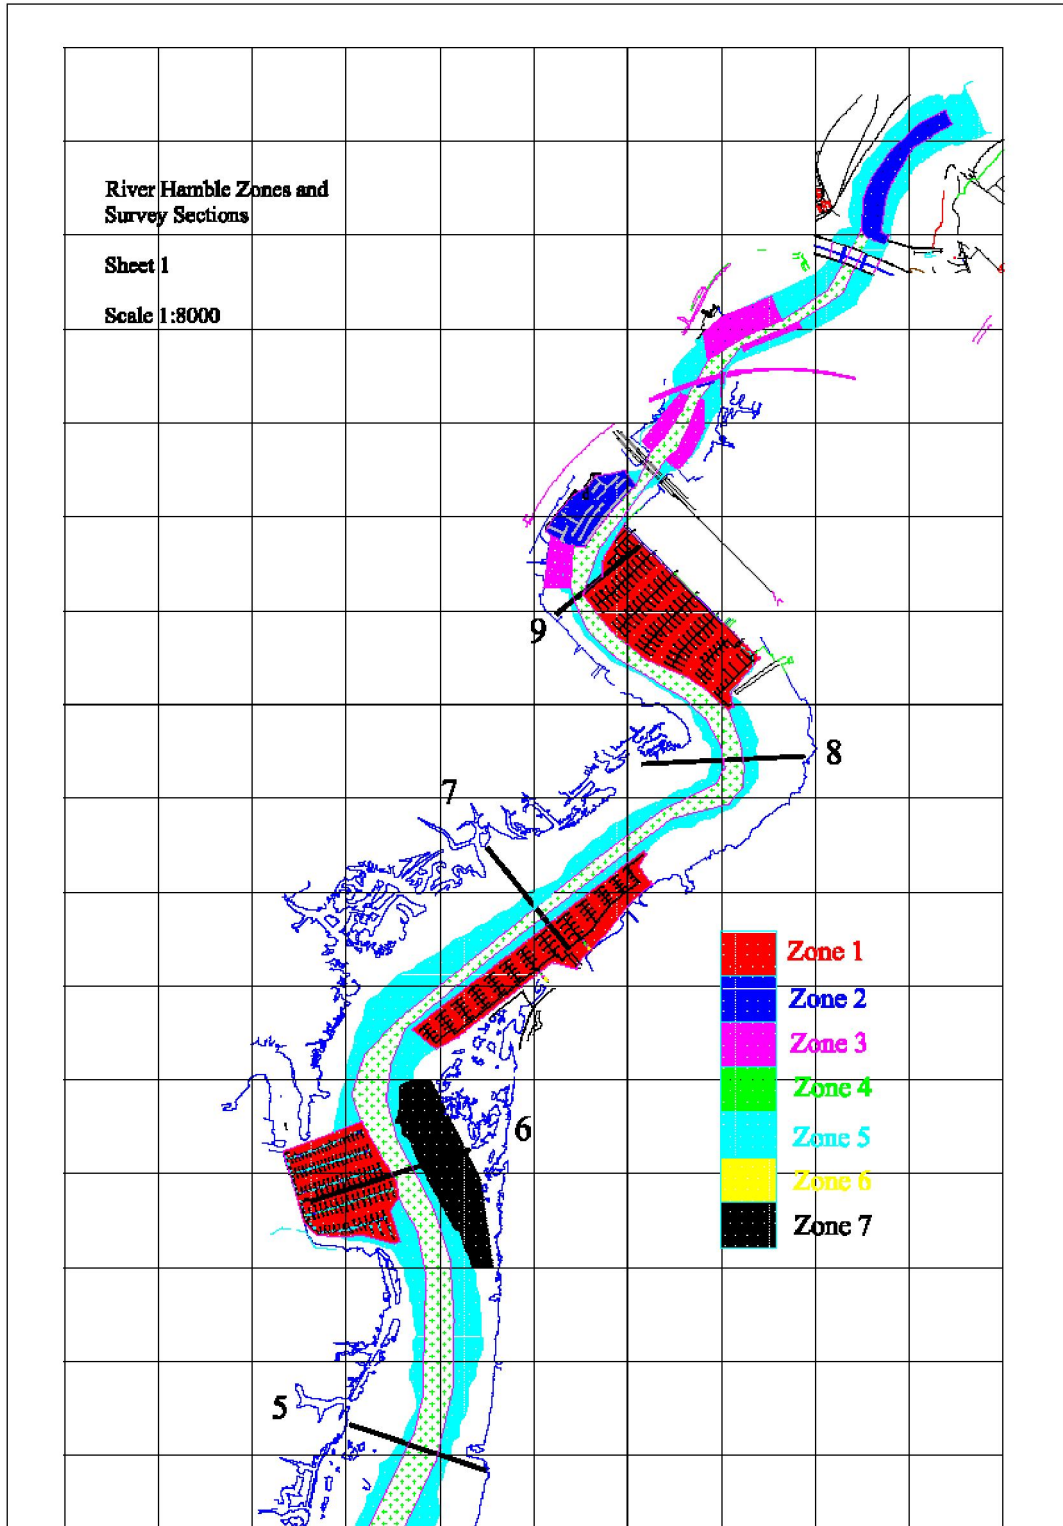 River Hamble Zones and
Survey Sections
Sheet 1
Scale 1:8000
9
8
7
Zone 1
Zone 2
Zone 3
Zone 4
Zone 5
Zone 6
Zone 7
6
5